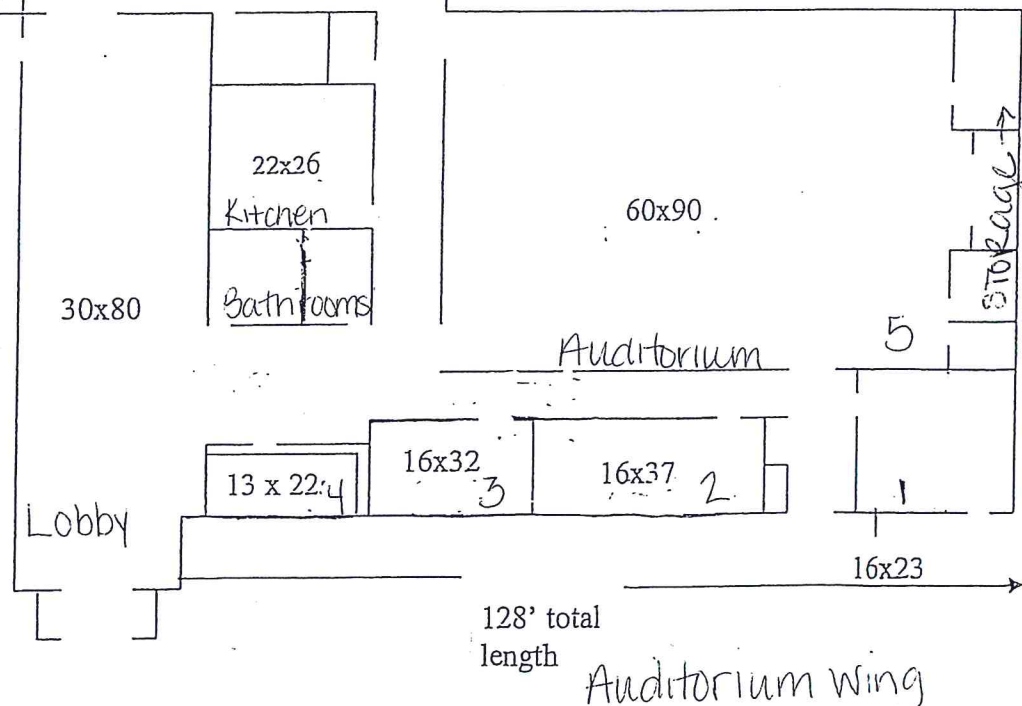 22x26
Kitchen
Bathrooms
30x80
60x90
STORAGE →
5
Auditorium
13 x 22
4
16x32
3
16x37
2
1
Lobby
16x23
128' total
length
Auditorium Wing